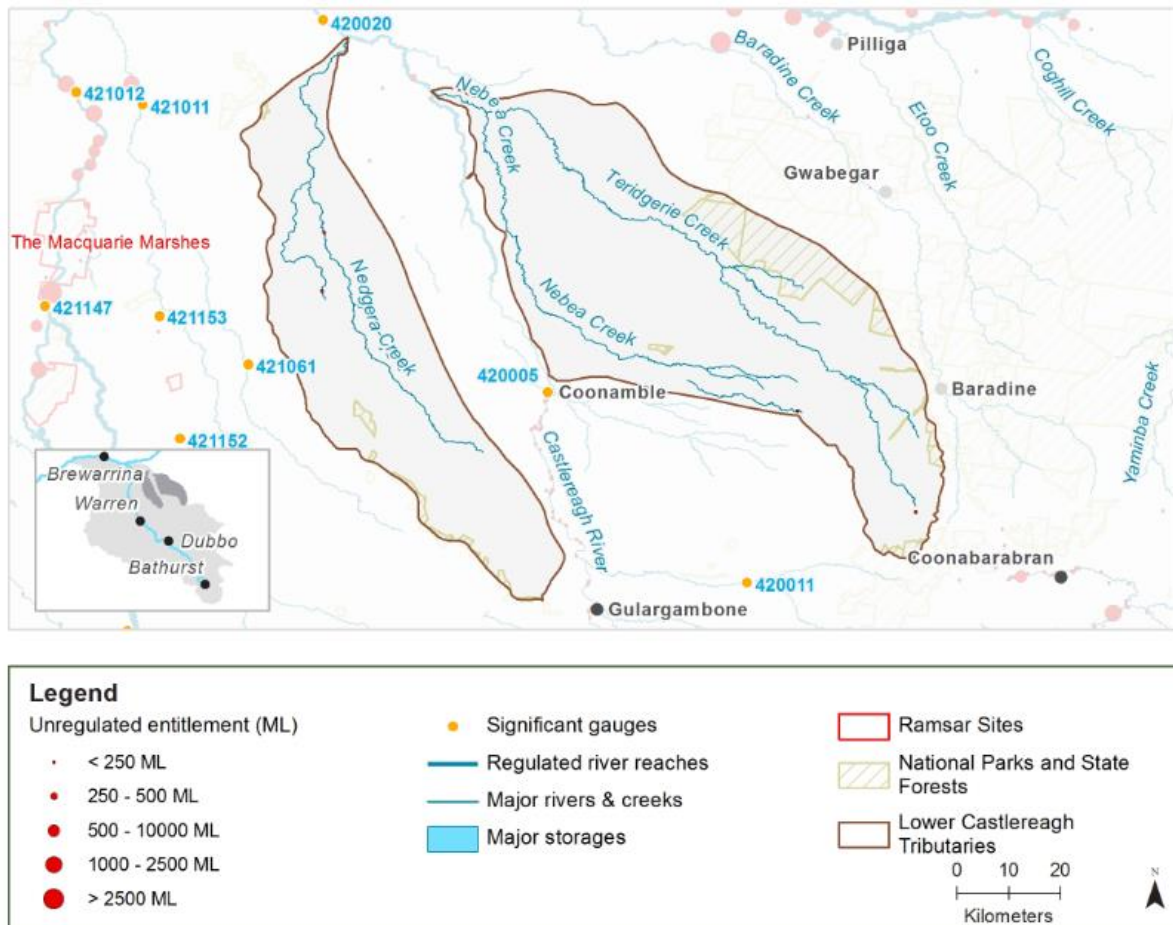 420020
Pilliga
Baradine Creek
Coghill Creek
Etoo Creek
421012
421011
Nebea Creek
Gwabegar
Teridgerie Creek
The Macquarie Marshes
Nedgera Creek
Nebea Creek
421147
421153
421061
420005
Coonamble
Baradine
Yaminba Creek
421152
Castlereagh River
Brewarrina
Warren
Dubbo
Bathurst
Coonabarabran
420011
Gulargambone
Legend
Unregulated entitlement (ML)
< 250 ML
250 - 500 ML
500 - 10000 ML
1000 - 2500 ML
> 2500 ML
Significant gauges
Regulated river reaches
Major rivers & creeks
Major storages
Ramsar Sites
National Parks and State
Forests
Lower Castlereagh
Tributaries
0 10 20
Kilometers
N